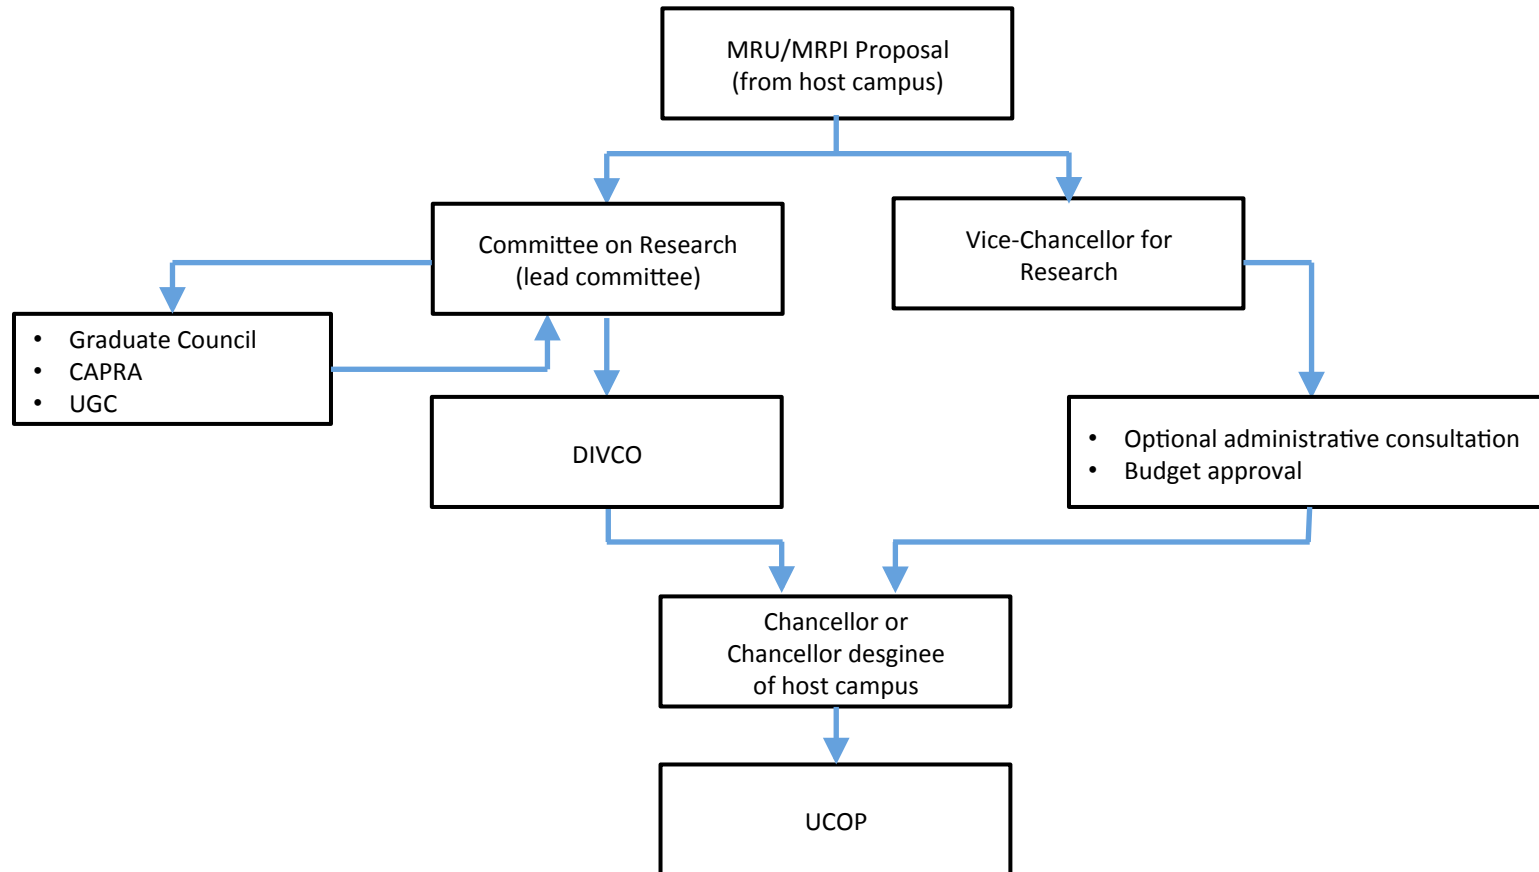 MRU/MRPI Proposal
(from host campus)
Committee on Research
(lead committee)
Vice-Chancellor for
Research
• Graduate Council
• CAPRA
• UGC
DIVCO
• Optional administrative consultation
• Budget approval
Chancellor or
Chancellor desginee
of host campus
UCOP